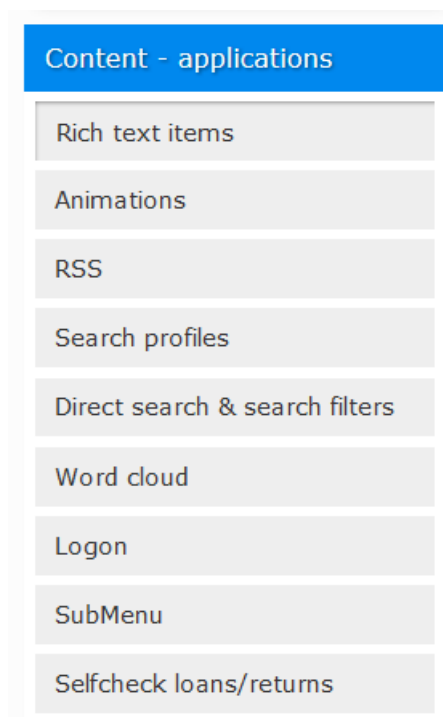 Content - applications
Rich text items
Animations
RSS
Search profiles
Direct search & search filters
Word cloud
Logon
SubMenu
Selfcheck loans/returns